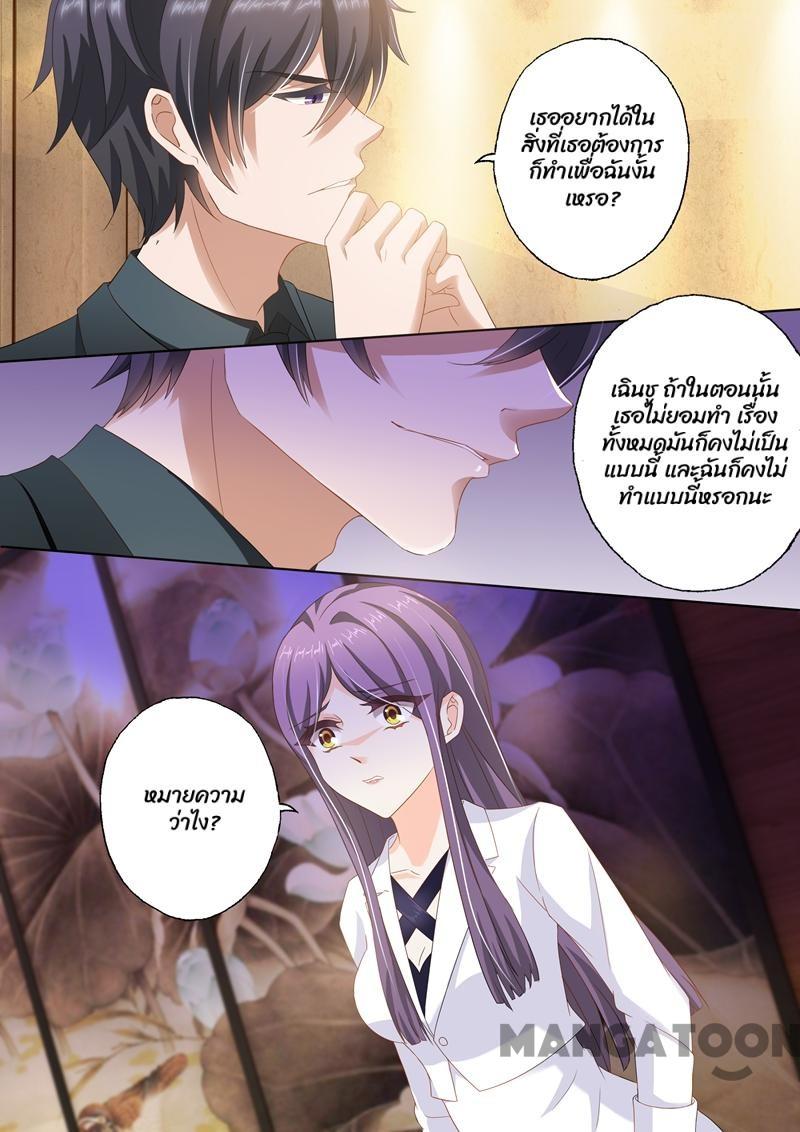 เธออยากได้ใน
สิ่งที่เธอต้องการ
ก็ทำเพื่อฉันงั้น
เหรอ?
เฉินชู ถ้าในตอนนั้น
เธอไม่ยอมทำ เรื่อง
ทั้งหมดมันก็คงไม่เป็น
แบบนี้ และฉันก็คงไม่
ทำแบบนี้หรอกนะ
หมายความ
ว่าไง?
MANGATOON